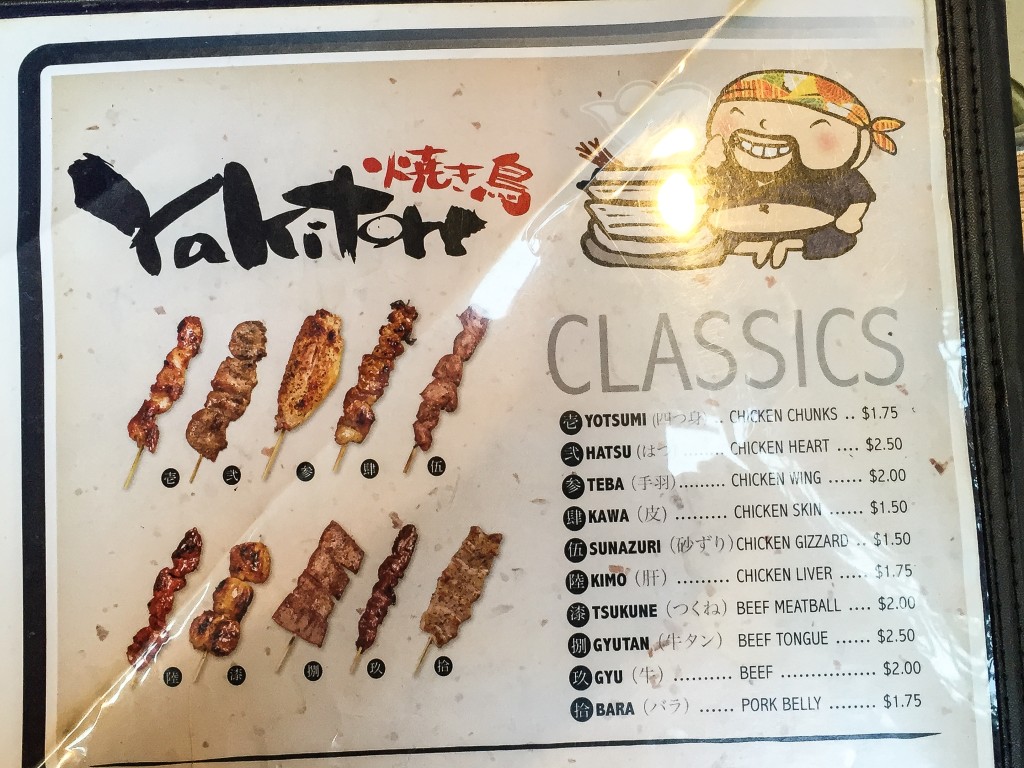 焼き鳥
Yakitori
CLASSICS
壱 YOTSUMI (四つ身) .. CHICKEN CHUNKS .. $1.75
弐 HATSU (はつ ........ CHICKEN HEART .... $2.50
参 TEBA (手羽)......... CHICKEN WING ...... $2.00
肆 KAWA (皮) ......... CHICKEN SKIN ...... $1.50
伍 SUNAZURI (砂ずり) CHICKEN GIZZARD .. $1.50
陸 KIMO (肝) ......... CHICKEN LIVER ..... $1.75
漆 TSUKUNE (つくね) BEEF MEATBALL .... $2.00
捌 GYUTAN (牛タン) BEEF TONGUE ...... $2.50
玖 GYU (牛) .......... BEEF ................ $2.00
拾 BARA (バラ) ...... PORK BELLY ........ $1.75
壱 弐 参 肆 伍
陸 漆 捌 玖 拾